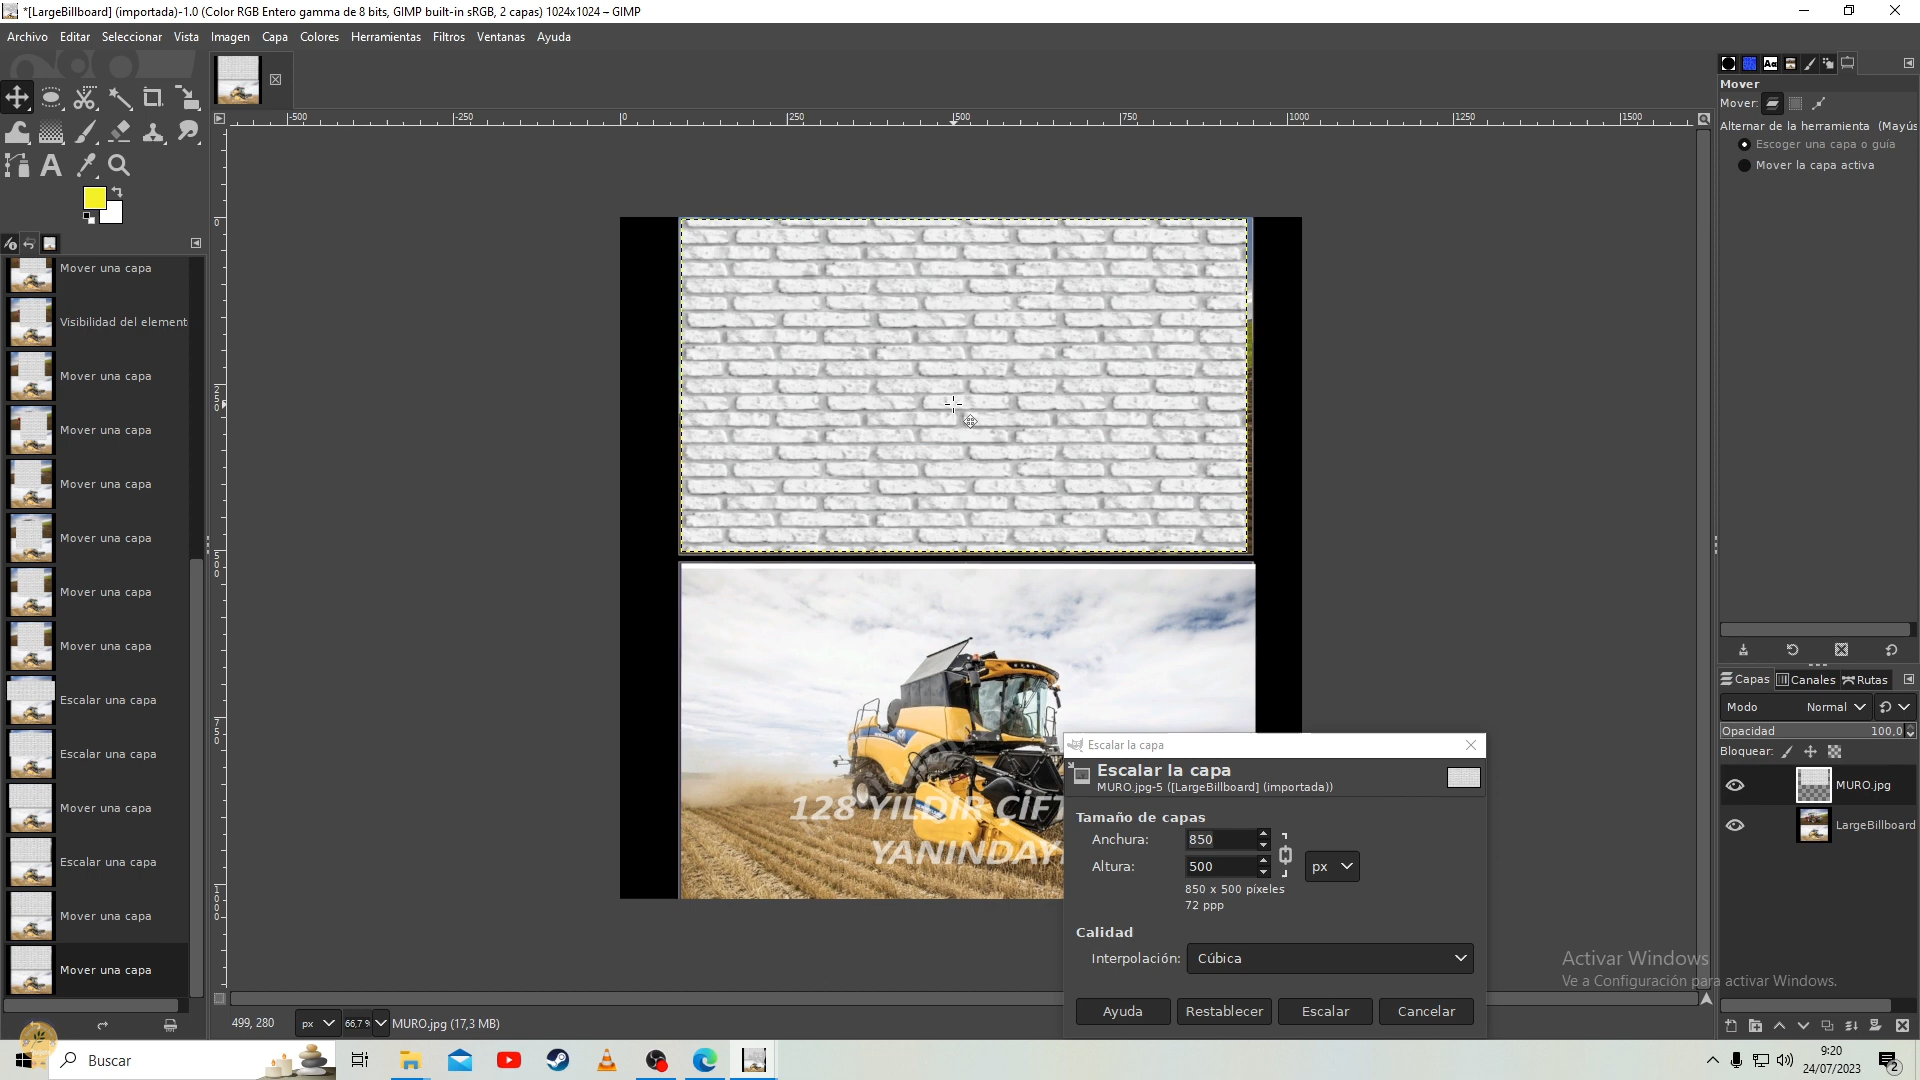 *[LargeBillboard] (importada)-1.0 (Color RGB Entero gamma de 8 bits, GIMP built-in sRGB, 2 capas) 1024x1024 – GIMP
Archivo Editar Seleccionar Vista Imagen Capa Colores Herramientas Filtros Ventanas Ayuda
-500 -250 0 250 500 750 1000 1250 1500
0
250
500
750
1000
Mover una capa
Visibilidad del element
Mover una capa
Mover una capa
Mover una capa
Mover una capa
Mover una capa
Mover una capa
Escalar una capa
Escalar una capa
Mover una capa
Escalar una capa
Mover una capa
Mover una capa
128 YILDIR ÇİFT
YANINDAY
Escalar la capa
Escalar la capa
MURO.jpg-5 ([LargeBillboard] (importada))
Tamaño de capas
Anchura: 850
Altura: 500 px
850 x 500 píxeles
72 ppp
Calidad
Interpolación: Cúbica
Ayuda Restablecer Escalar Cancelar
499, 280 px 66,7 % MURO.jpg (17,3 MB)
Aa
Mover
Mover:
Alternar de la herramienta (Mayús
Escoger una capa o guía
Mover la capa activa
Capas Canales Rutas
Modo Normal
Opacidad 100,0
Bloquear:
MURO.jpg
LargeBillboard
Activar Windows
Ve a Configuración para activar Windows.
Buscar
9:20
24/07/2023
2